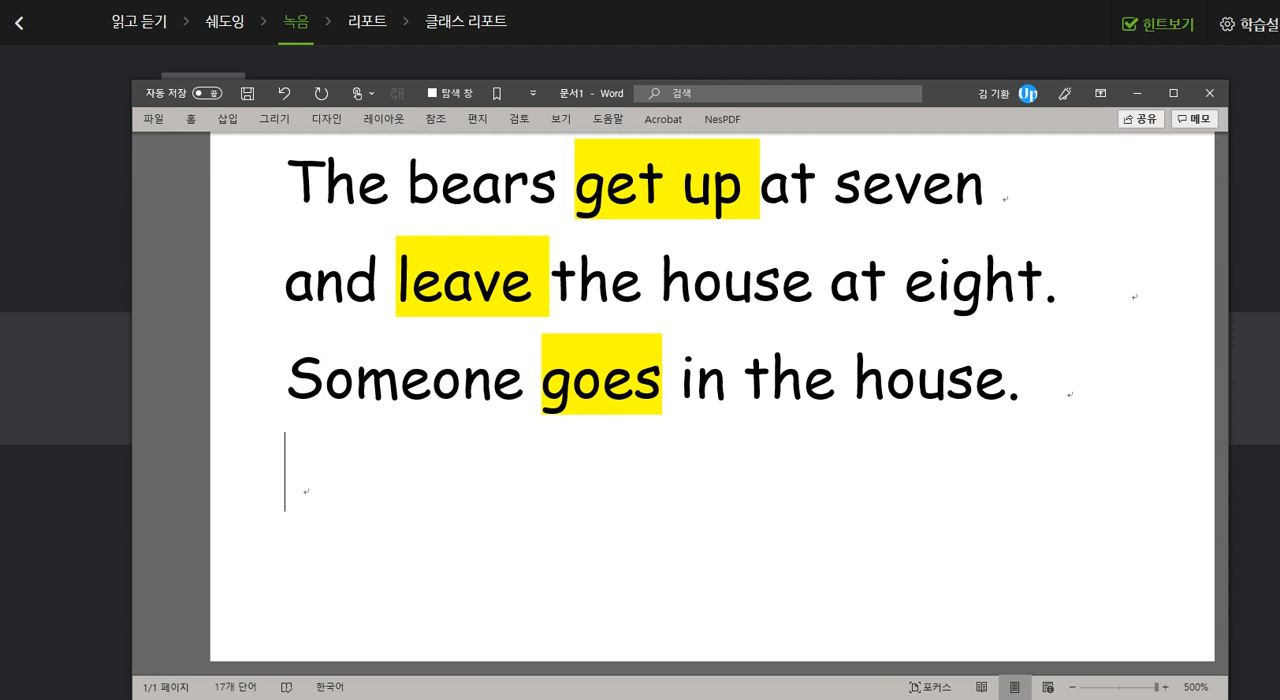 읽고 듣기 > 쉐도잉 > 녹음 > 리포트 > 클래스 리포트 힌트보기 학습설
자동 저장 탐색 창 문서1 - Word 검색 김 기환 Up
파일 홈 삽입 그리기 디자인 레이아웃 참조 편지 검토 보기 도움말 Acrobat NesPDF 공유 메모
The bears get up at seven
and leave the house at eight.
Someone goes in the house.
1/1 페이지 17개 단어 한국어 포커스 500%